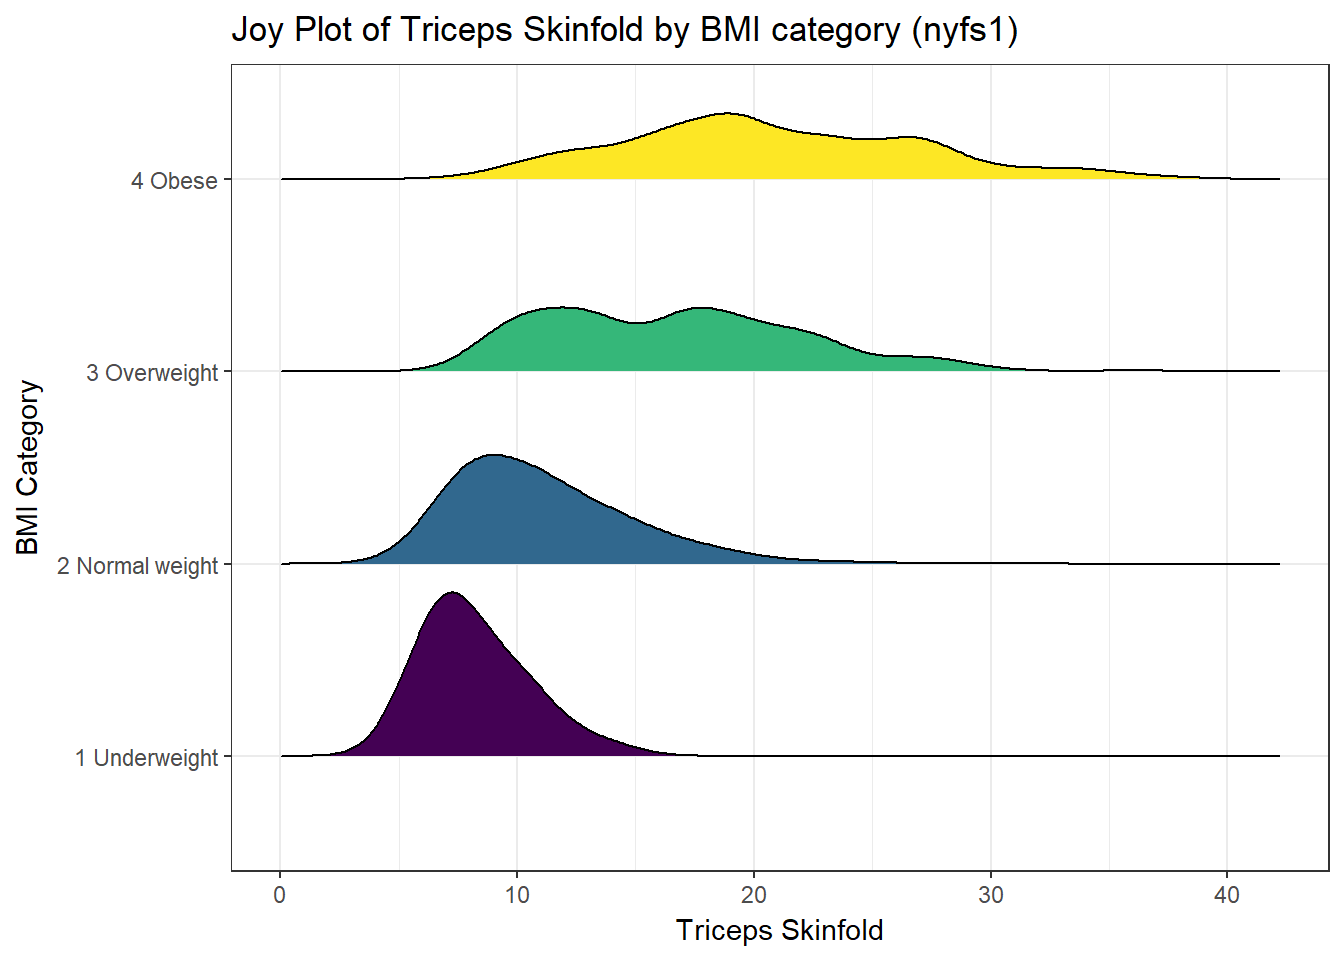 Joy Plot of Triceps Skinfold by BMI category (nyfs1)
4 Obese
3 Overweight
2 Normal weight
1 Underweight
BMI Category
0 10 20 30 40
Triceps Skinfold